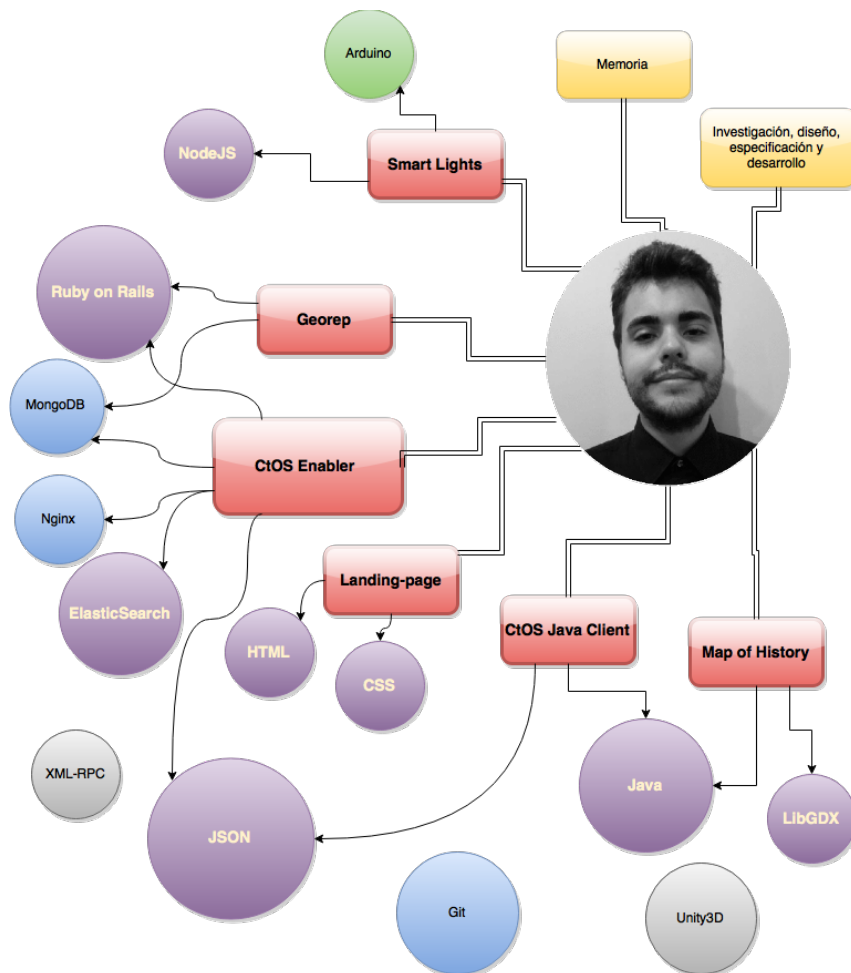 Arduino
Memoria
Investigación, diseño,
especificación y
desarrollo
NodeJS
Smart Lights
Ruby on Rails
Georep
MongoDB
CtOS Enabler
Nginx
ElasticSearch
Landing-page
HTML
CSS
CtOS Java Client
Map of History
XML-RPC
JSON
Java
LibGDX
Git
Unity3D